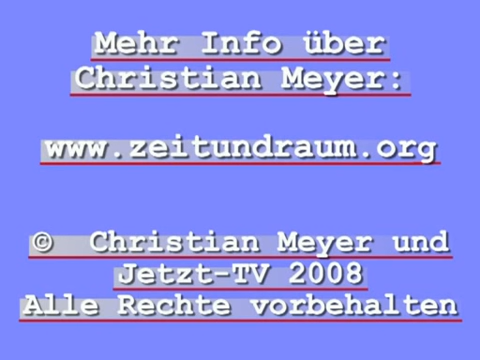 Mehr Info über
Christian Meyer:
www.zeitundraum.org
© Christian Meyer und
Jetzt-TV 2008
Alle Rechte vorbehalten